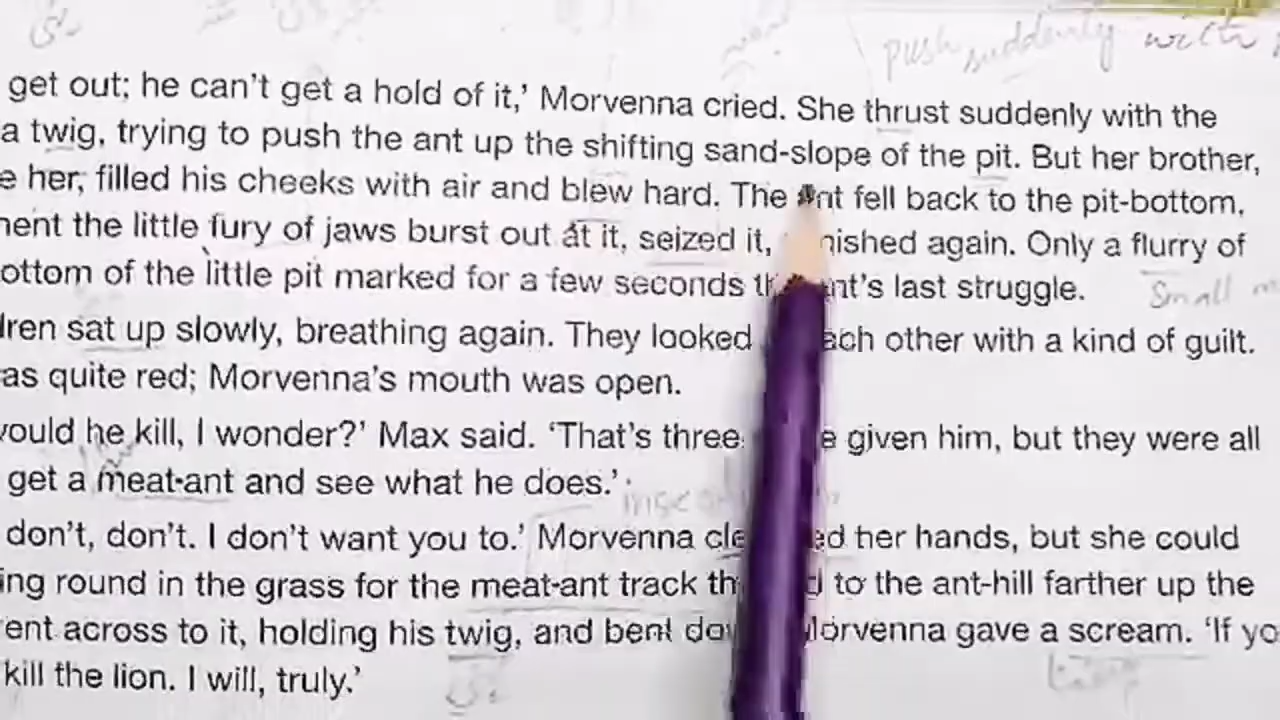 push suddenly with
get out; he can't get a hold of it,' Morvenna cried. She thrust suddenly with the
a twig, trying to push the ant up the shifting sand-slope of the pit. But her brother,
e her, filled his cheeks with air and blew hard. The ant fell back to the pit-bottom,
nent the little fury of jaws burst out at it, seized it, nished again. Only a flurry of
ottom of the little pit marked for a few seconds th nt's last struggle.
Small m
dren sat up slowly, breathing again. They looked ach other with a kind of guilt.
as quite red; Morvenna's mouth was open.
would he kill, I wonder?' Max said. 'That's three e given him, but they were all
get a meat-ant and see what he does.'
don't, don't. I don't want you to.' Morvenna cle ed her hands, but she could
ing round in the grass for the meat-ant track th d to the ant-hill farther up the
ent across to it, holding his twig, and bent do Morvenna gave a scream. 'If yo
kill the lion. I will, truly.'